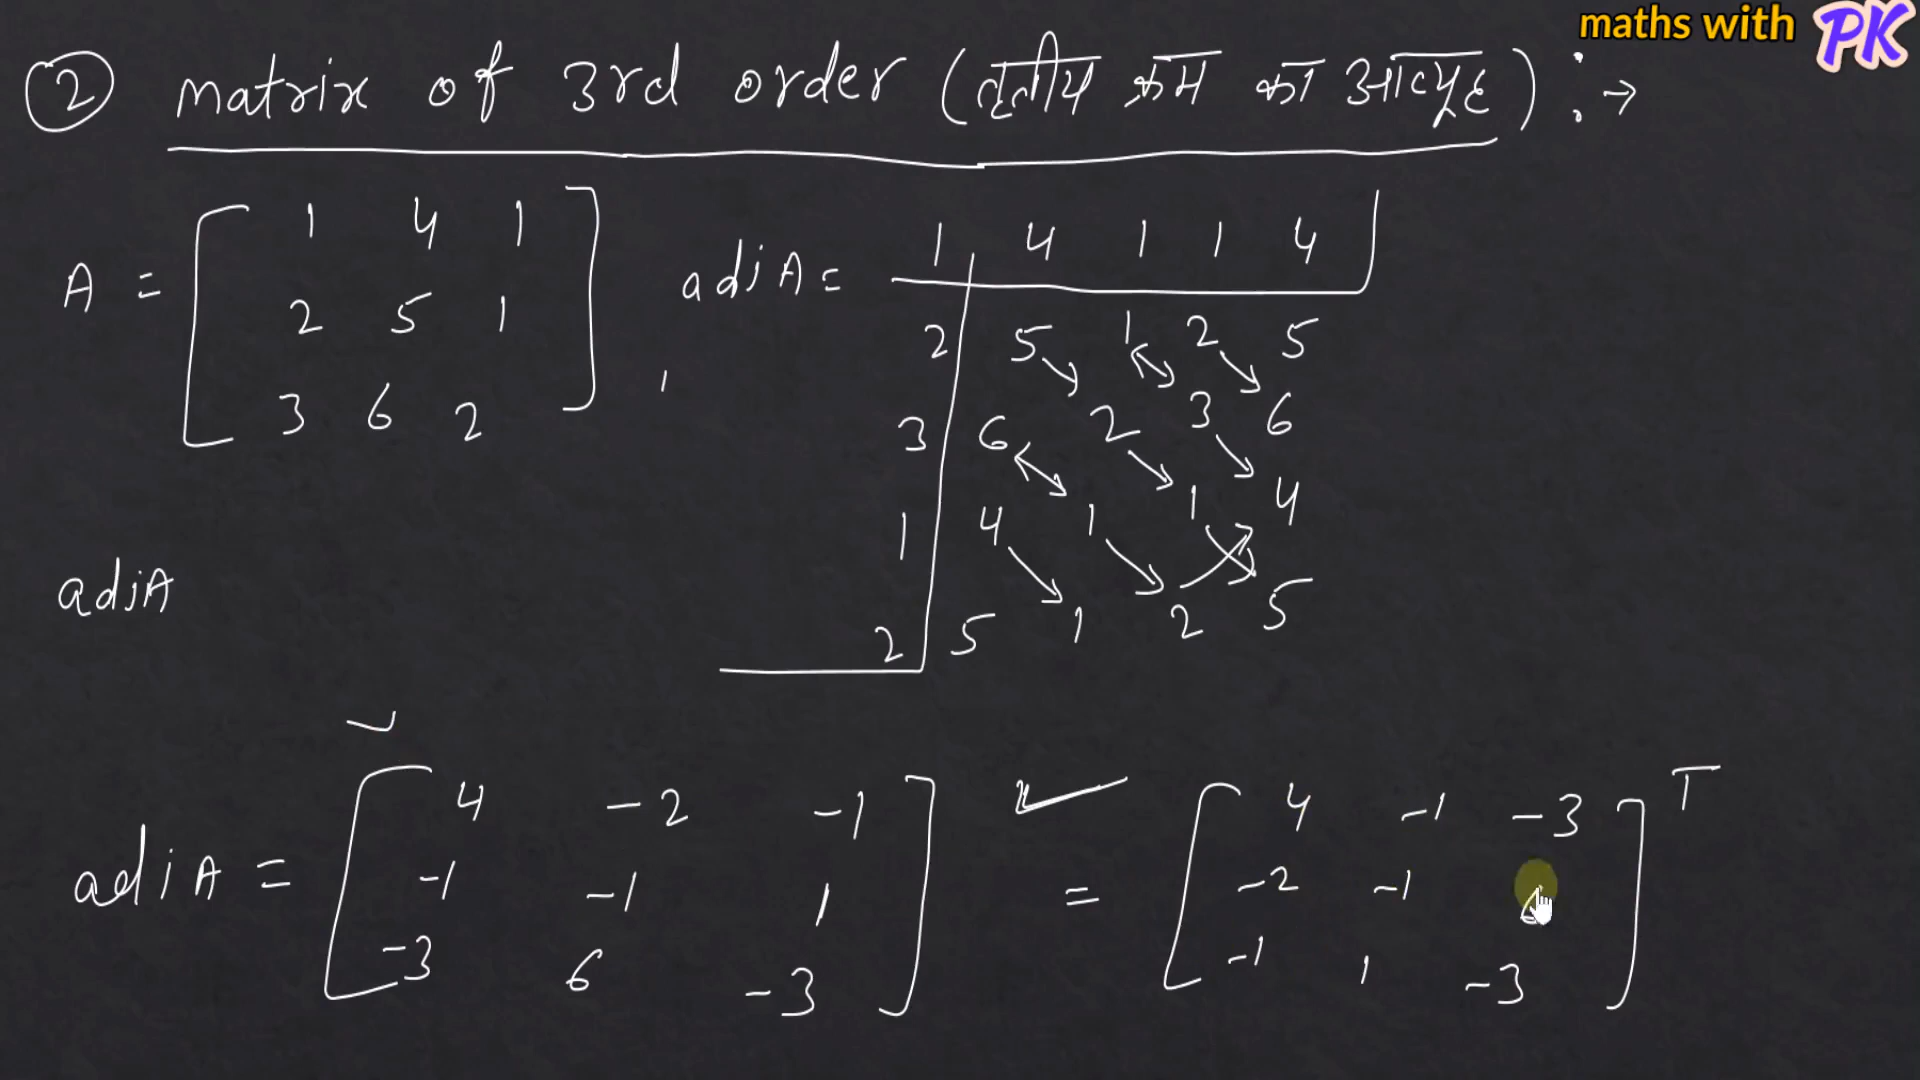 maths with PK
② matrix of 3rd order (तृतीय क्रम का आव्यूह) :→
A = [ 1 4 1
2 5 1
3 6 2 ] ,
adjA = 1 4 1 1 4
2 5 1 2 5
3 6 2 3 6
1 4 1 1 4
2 5 1 2 5
adjA
adjA = [ 4 -2 -1
-1 -1 1
-3 6 -3 ]
= [ 4 -1 -3
-2 -1
-1 1 -3 ]ᵀ